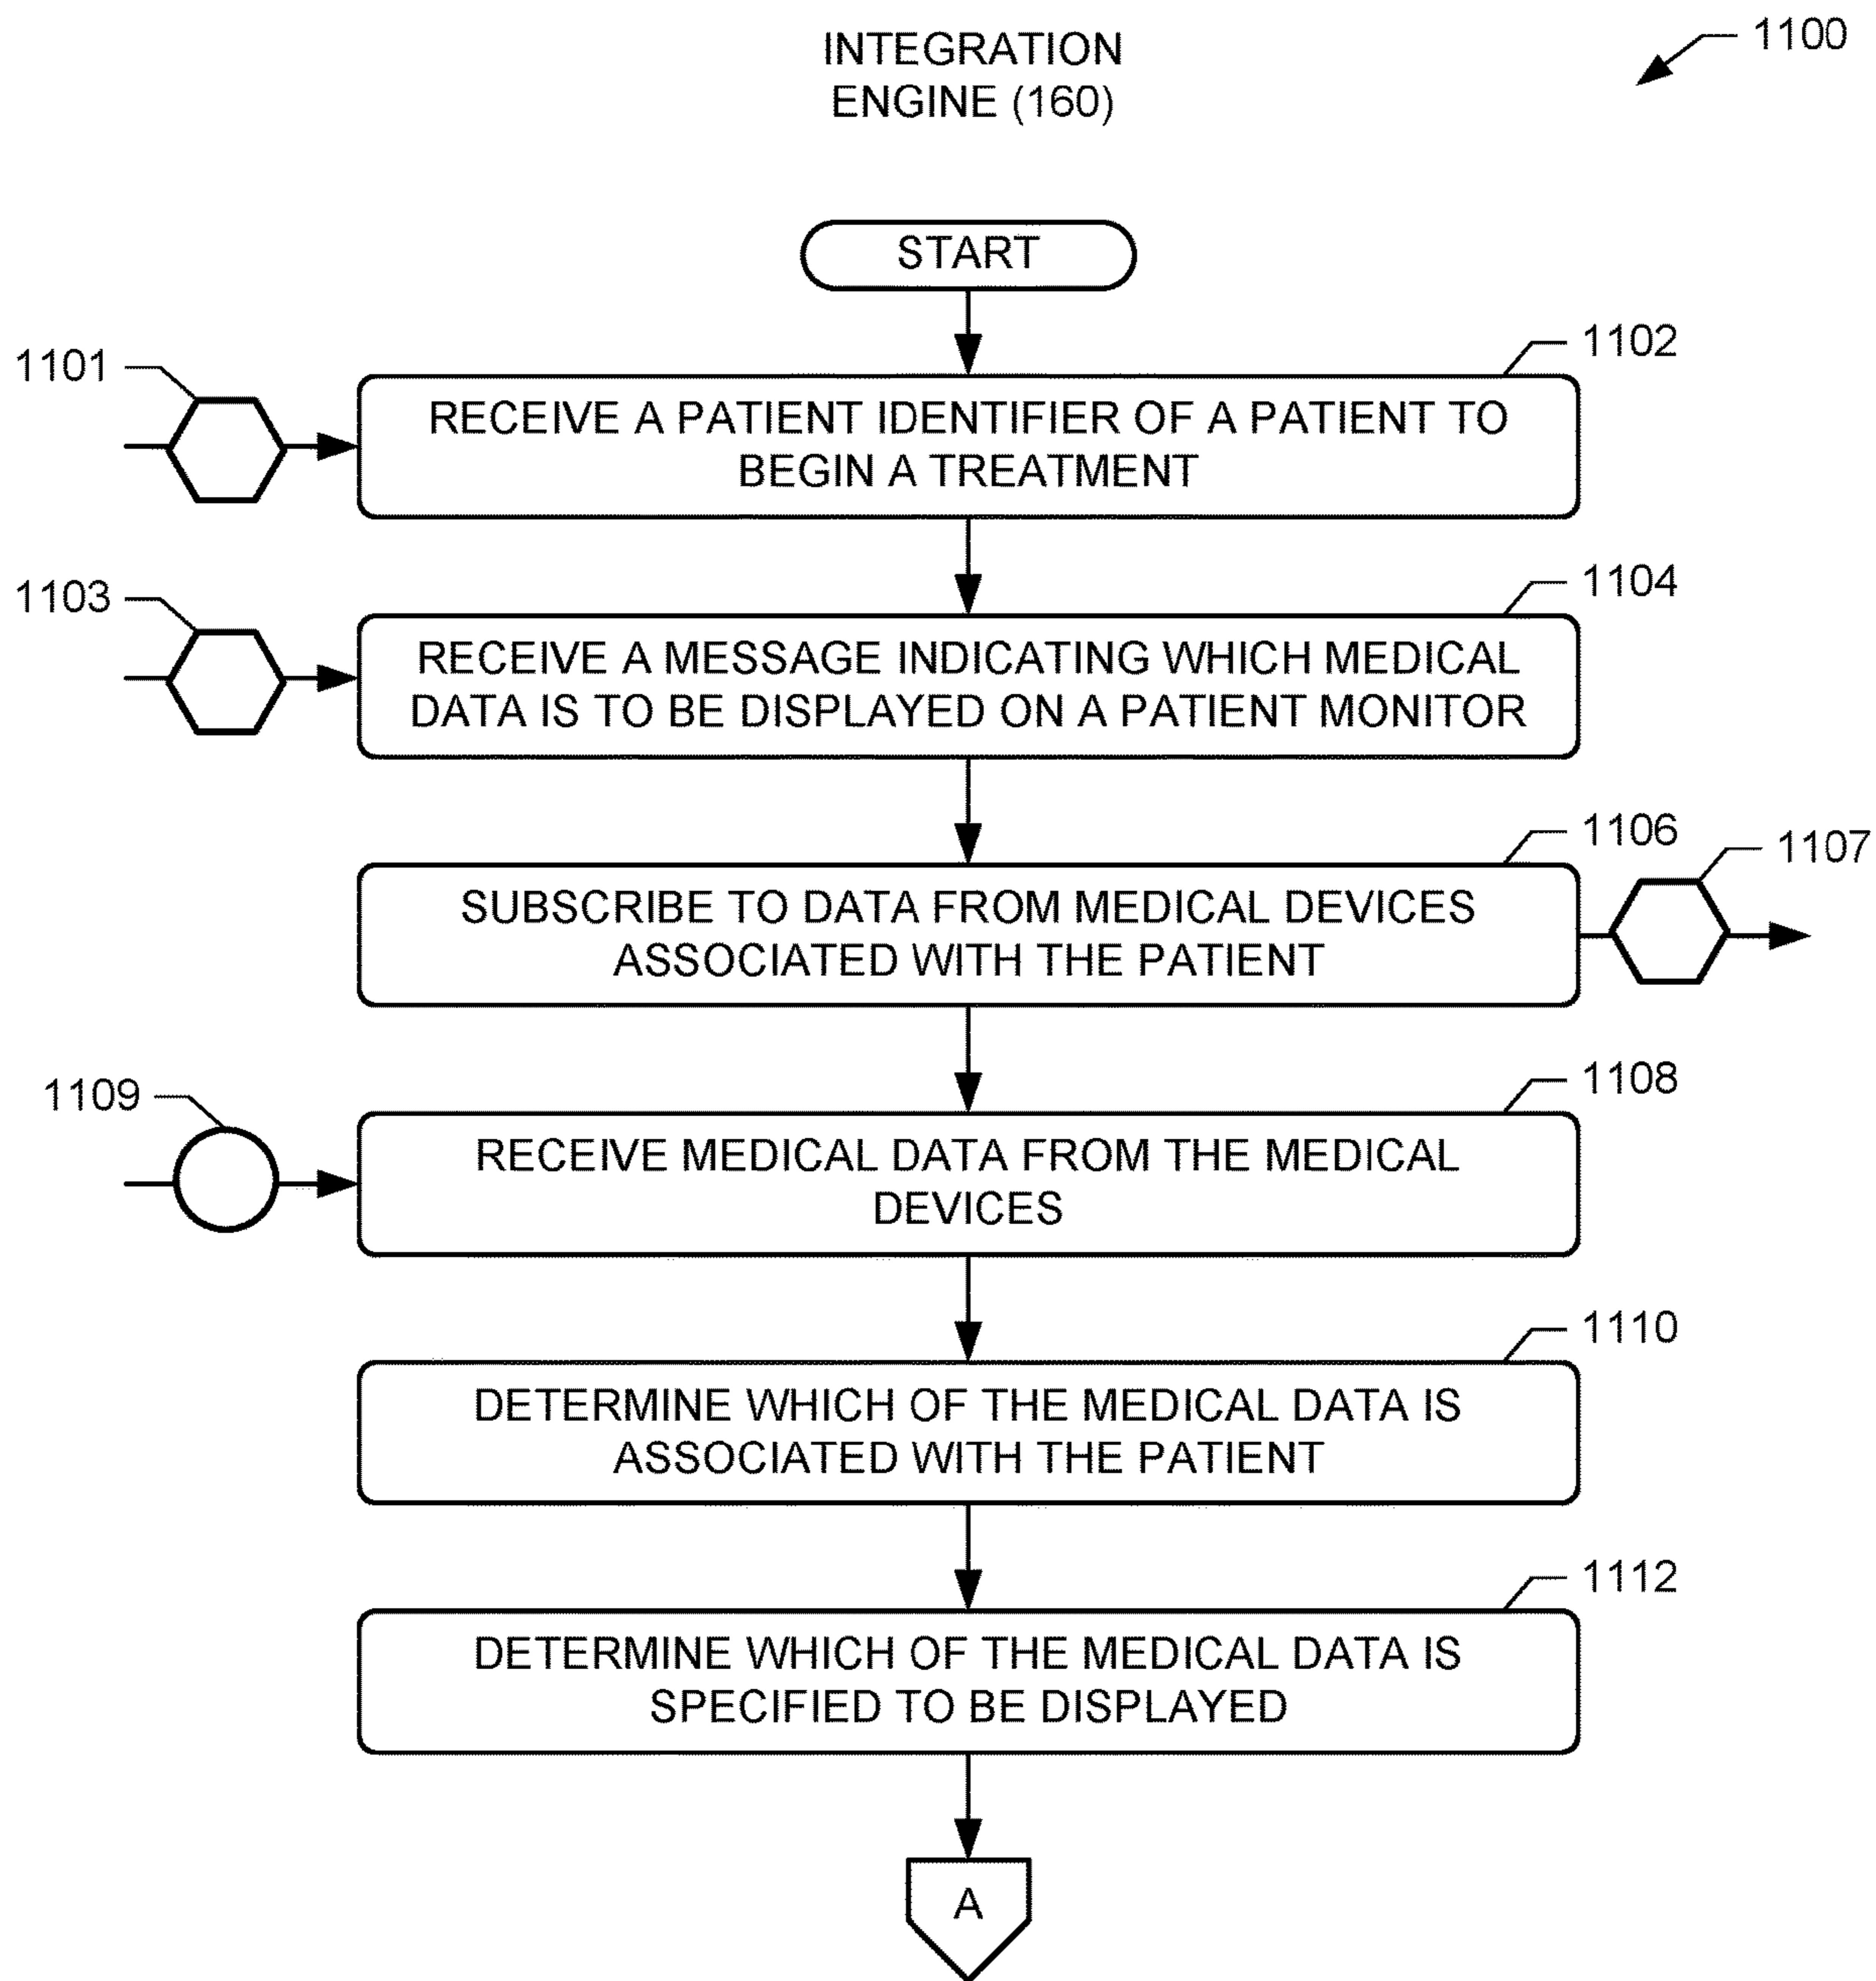 INTEGRATION
ENGINE (160)
1100
START
1101
1102
RECEIVE A PATIENT IDENTIFIER OF A PATIENT TO
BEGIN A TREATMENT
1103
1104
RECEIVE A MESSAGE INDICATING WHICH MEDICAL
DATA IS TO BE DISPLAYED ON A PATIENT MONITOR
1106
1107
SUBSCRIBE TO DATA FROM MEDICAL DEVICES
ASSOCIATED WITH THE PATIENT
1109
1108
RECEIVE MEDICAL DATA FROM THE MEDICAL
DEVICES
1110
DETERMINE WHICH OF THE MEDICAL DATA IS
ASSOCIATED WITH THE PATIENT
1112
DETERMINE WHICH OF THE MEDICAL DATA IS
SPECIFIED TO BE DISPLAYED
A